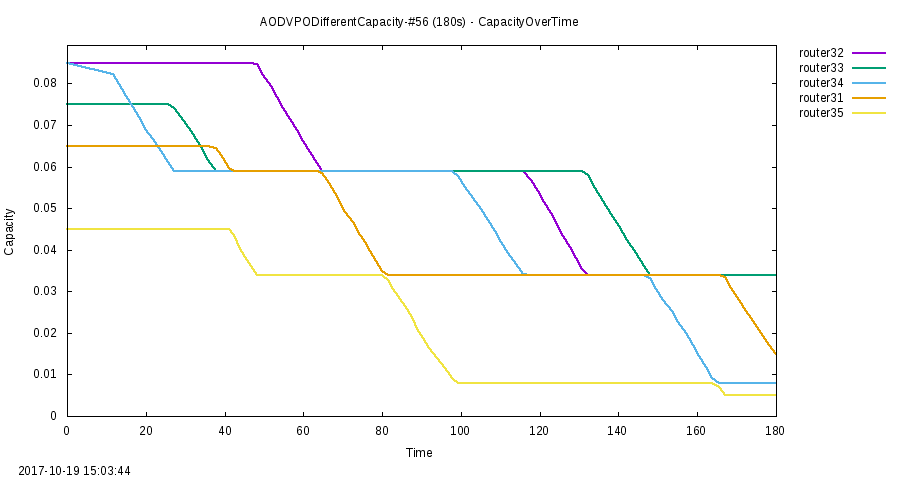 AODVPODifferentCapacity-#56 (180s) - CapacityOverTime
router32
router33
router34
router31
router35
0.08
0.07
0.06
0.05
0.04
0.03
0.02
0.01
0
Capacity
0 20 40 60 80 100 120 140 160 180
Time
2017-10-19 15:03:44